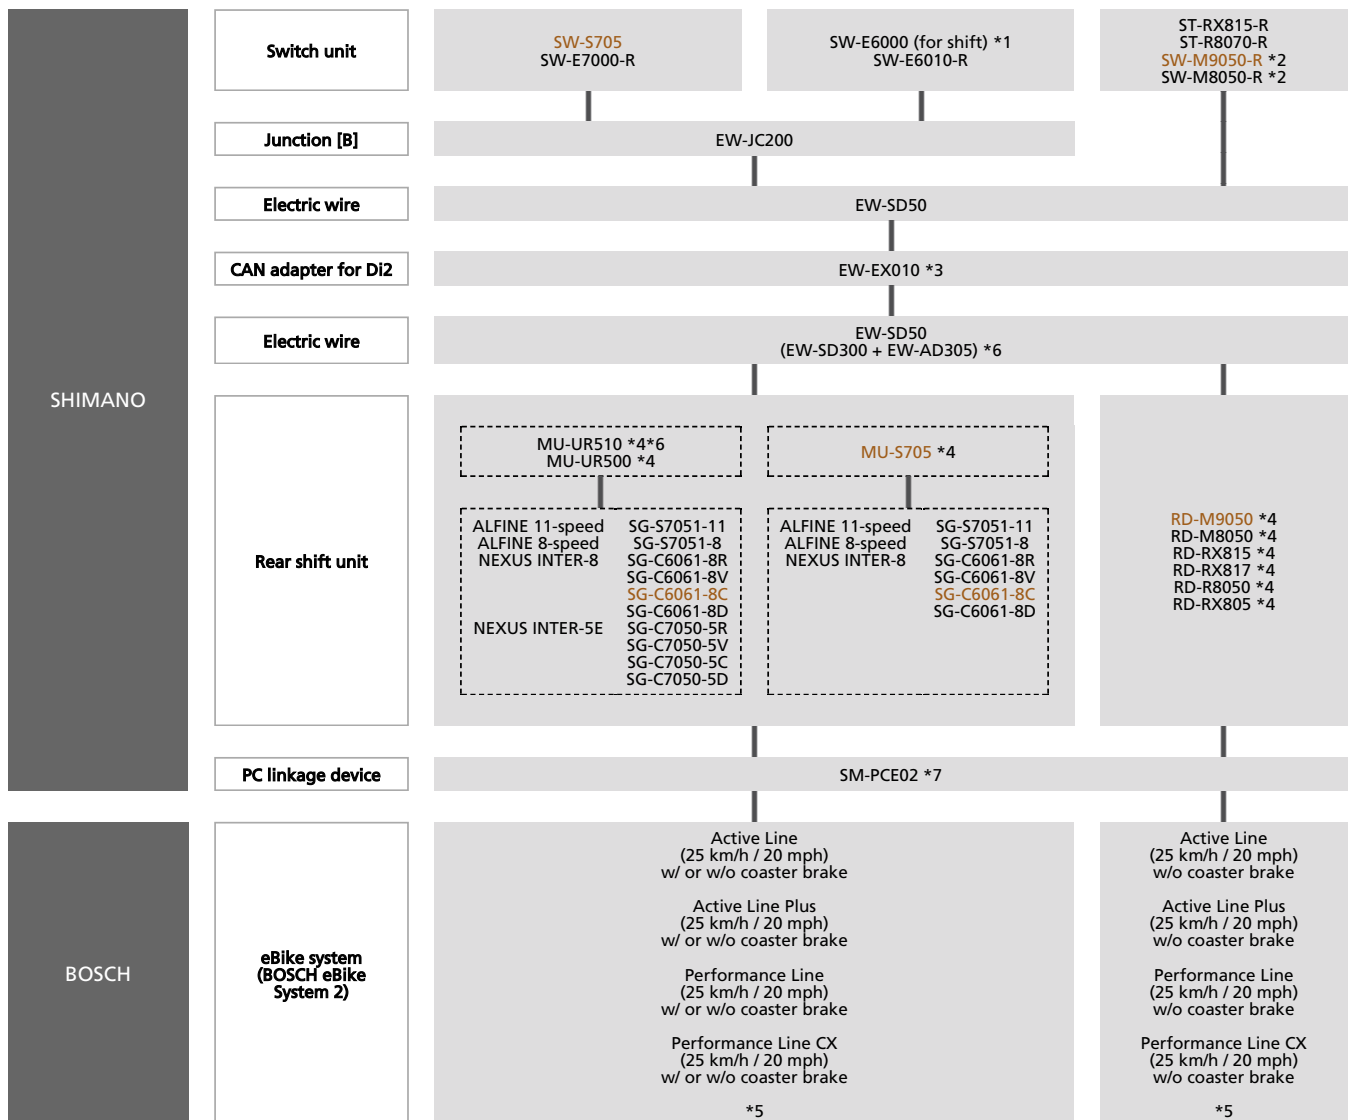 SHIMANO
Switch unit
SW-S705
SW-E7000-R
SW-E6000 (for shift) *1
SW-E6010-R
ST-RX815-R
ST-R8070-R
SW-M9050-R *2
SW-M8050-R *2
Junction [B]
EW-JC200
Electric wire
EW-SD50
CAN adapter for Di2
EW-EX010 *3
Electric wire
EW-SD50
(EW-SD300 + EW-AD305) *6
Rear shift unit
MU-UR510 *4*6
MU-UR500 *4
ALFINE 11-speed SG-S7051-11
ALFINE 8-speed SG-S7051-8
NEXUS INTER-8 SG-C6061-8R
SG-C6061-8V
SG-C6061-8C
SG-C6061-8D
NEXUS INTER-5E SG-C7050-5R
SG-C7050-5V
SG-C7050-5C
SG-C7050-5D
MU-S705 *4
ALFINE 11-speed SG-S7051-11
ALFINE 8-speed SG-S7051-8
NEXUS INTER-8 SG-C6061-8R
SG-C6061-8V
SG-C6061-8C
SG-C6061-8D
RD-M9050 *4
RD-M8050 *4
RD-RX815 *4
RD-RX817 *4
RD-R8050 *4
RD-RX805 *4
PC linkage device
SM-PCE02 *7
BOSCH
eBike system
(BOSCH eBike
System 2)
Active Line
(25 km/h / 20 mph)
w/ or w/o coaster brake
Active Line Plus
(25 km/h / 20 mph)
w/ or w/o coaster brake
Performance Line
(25 km/h / 20 mph)
w/ or w/o coaster brake
Performance Line CX
(25 km/h / 20 mph)
w/ or w/o coaster brake
*5
Active Line
(25 km/h / 20 mph)
w/o coaster brake
Active Line Plus
(25 km/h / 20 mph)
w/o coaster brake
Performance Line
(25 km/h / 20 mph)
w/o coaster brake
Performance Line CX
(25 km/h / 20 mph)
w/o coaster brake
*5